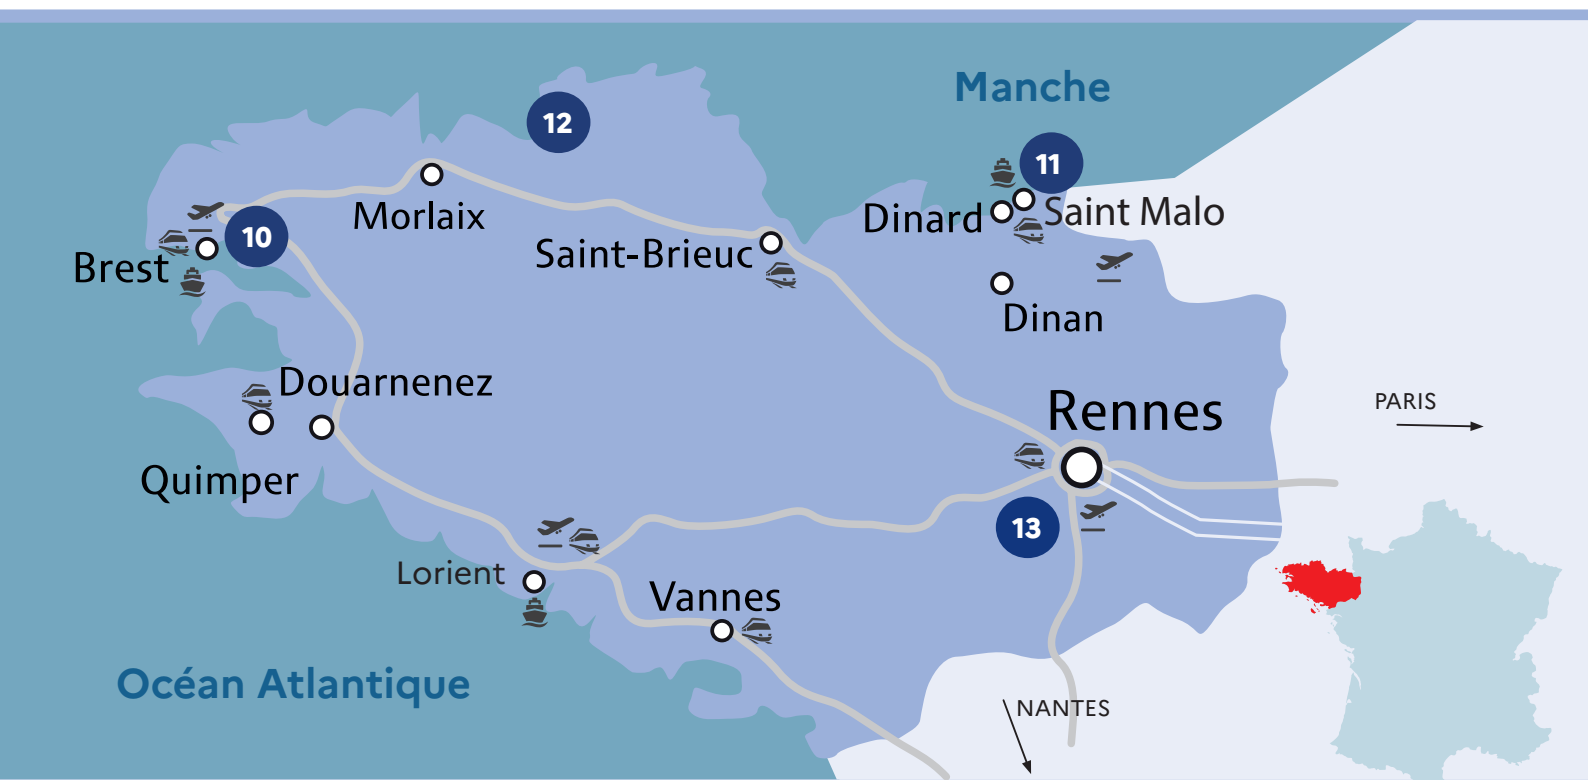 Manche
12
11
Morlaix
Dinard
Saint Malo
10
Brest
Saint-Brieuc
Dinan
Douarnenez
Rennes
PARIS
Quimper
13
Lorient
Vannes
Océan Atlantique
NANTES